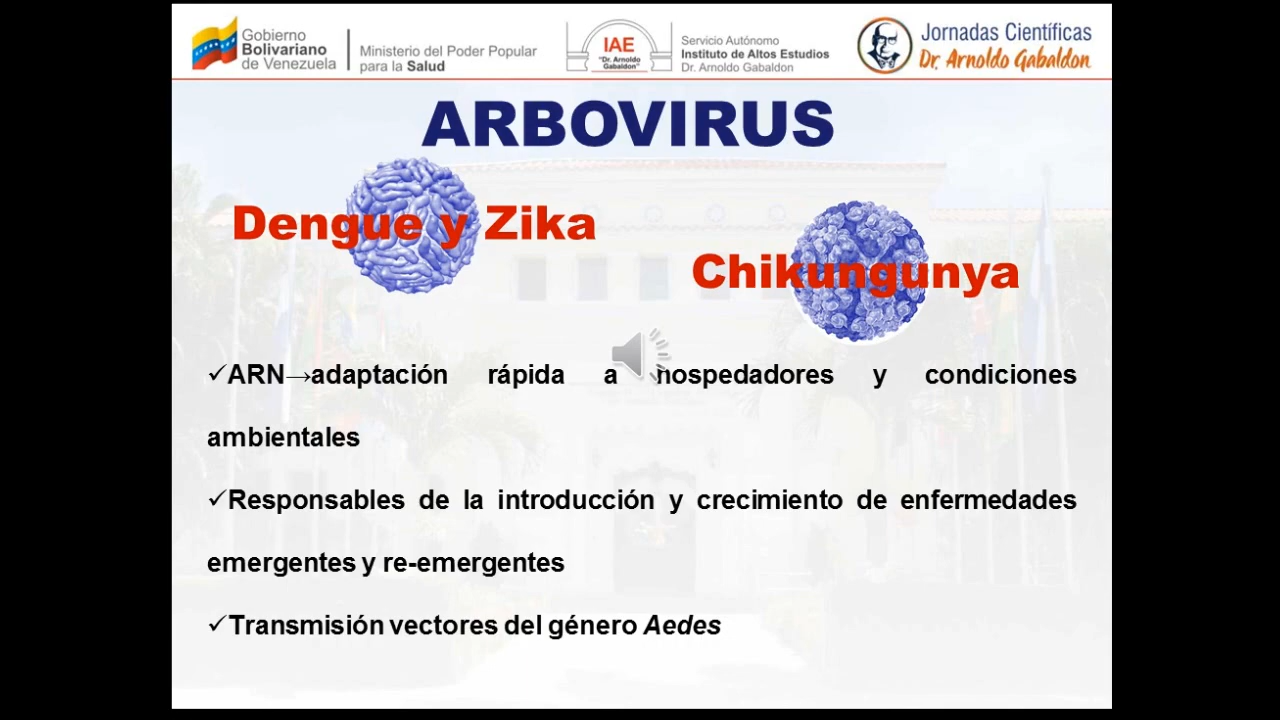 Gobierno
Bolivariano
de Venezuela
Ministerio del Poder Popular
para la Salud
IAE
"Dr. Arnoldo
Gabaldon"
Servicio Autónomo
Instituto de Altos Estudios
Dr. Arnoldo Gabaldon
Jornadas Científicas
Dr. Arnoldo Gabaldon
ARBOVIRUS
Dengue y Zika
Chikungunya
✓ARN→adaptación rápida a hospedadores y condiciones
ambientales
✓Responsables de la introducción y crecimiento de enfermedades
emergentes y re-emergentes
✓Transmisión vectores del género Aedes